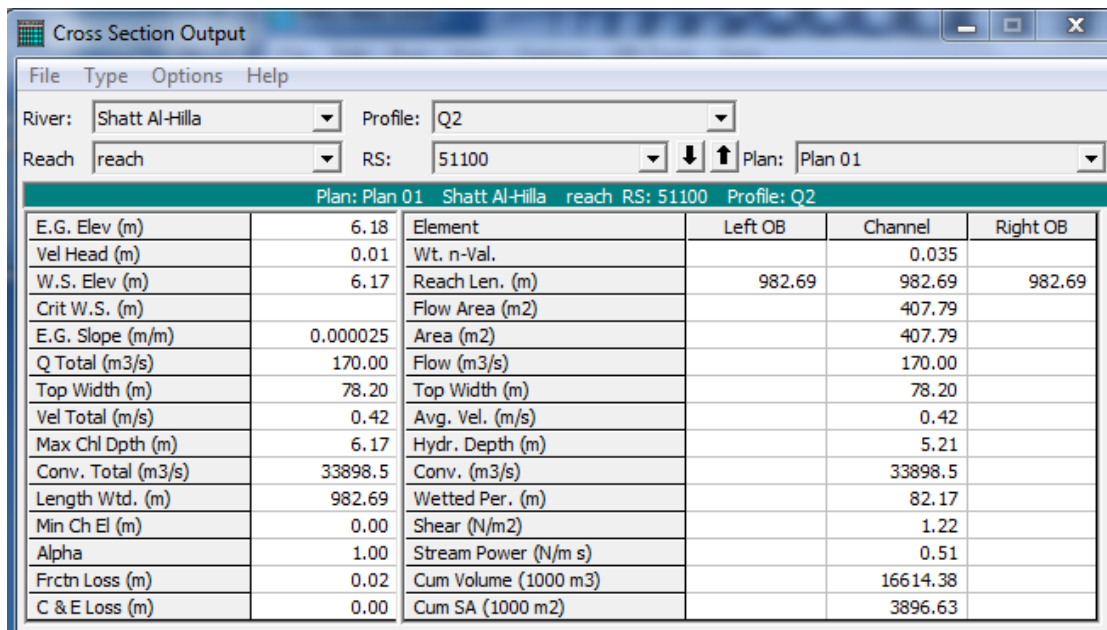 Cross Section Output
File Type Options Help
River: Shatt Al-Hilla Profile: Q2
Reach reach RS: 51100 Plan: Plan 01
Plan: Plan 01 Shatt Al-Hilla reach RS: 51100 Profile: Q2
E.G. Elev (m) 6.18 Element Left OB Channel Right OB
Vel Head (m) 0.01 Wt. n-Val. 0.035
W.S. Elev (m) 6.17 Reach Len. (m) 982.69 982.69 982.69
Crit W.S. (m) Flow Area (m2) 407.79
E.G. Slope (m/m) 0.000025 Area (m2) 407.79
Q Total (m3/s) 170.00 Flow (m3/s) 170.00
Top Width (m) 78.20 Top Width (m) 78.20
Vel Total (m/s) 0.42 Avg. Vel. (m/s) 0.42
Max Chl Dpth (m) 6.17 Hydr. Depth (m) 5.21
Conv. Total (m3/s) 33898.5 Conv. (m3/s) 33898.5
Length Wtd. (m) 982.69 Wetted Per. (m) 82.17
Min Ch El (m) 0.00 Shear (N/m2) 1.22
Alpha 1.00 Stream Power (N/m s) 0.51
Frctn Loss (m) 0.02 Cum Volume (1000 m3) 16614.38
C & E Loss (m) 0.00 Cum SA (1000 m2) 3896.63